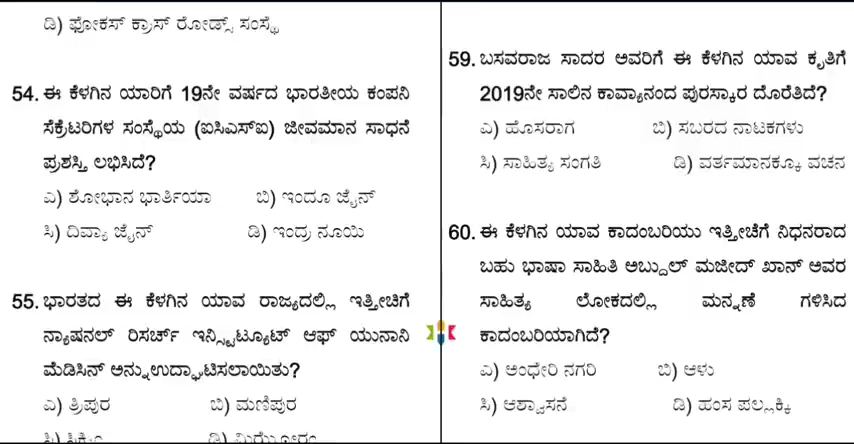 ಡಿ) ಫೋಕಸ್ ಕ್ರಾಸ್ ರೋಡ್ಸ್ ಸಂಸ್ಥೆ
54. ಈ ಕೆಳಗಿನ ಯಾರಿಗೆ 19ನೇ ವರ್ಷದ ಭಾರತೀಯ ಕಂಪನಿ
ಸೆಕ್ರೆಟರಿಗಳ ಸಂಸ್ಥೆಯ (ಐಸಿಎಸ್ಐ) ಜೀವಮಾನ ಸಾಧನೆ
ಪ್ರಶಸ್ತಿ ಲಭಿಸಿದೆ?
ಎ) ಶೋಭಾನ ಭಾರ್ತಿಯಾ ಬಿ) ಇಂದೂ ಜೈನ್
ಸಿ) ದಿವ್ಯಾ ಜೈನ್ ಡಿ) ಇಂದ್ರ ನೂಯಿ
55. ಭಾರತದ ಈ ಕೆಳಗಿನ ಯಾವ ರಾಜ್ಯದಲ್ಲಿ ಇತ್ತೀಚಿಗೆ
ನ್ಯಾಷನಲ್ ರಿಸರ್ಚ್ ಇನ್ಸ್ಟಿಟ್ಯೂಟ್ ಆಫ್ ಯುನಾನಿ
ಮೆಡಿಸಿನ್ ಅನ್ನು ಉದ್ಘಾಟಿಸಲಾಯಿತು?
ಎ) ತ್ರಿಪುರ ಬಿ) ಮಣಿಪುರ
59. ಬಸವರಾಜ ಸಾದರ ಅವರಿಗೆ ಈ ಕೆಳಗಿನ ಯಾವ ಕೃತಿಗೆ
2019ನೇ ಸಾಲಿನ ಕಾವ್ಯಾನಂದ ಪುರಸ್ಕಾರ ದೊರೆತಿದೆ?
ಎ) ಹೊಸರಾಗ ಬಿ) ಸಬರದ ನಾಟಕಗಳು
ಸಿ) ಸಾಹಿತ್ಯ ಸಂಗತಿ ಡಿ) ವರ್ತಮಾನಕ್ಕೂ ವಚನ
60. ಈ ಕೆಳಗಿನ ಯಾವ ಕಾದಂಬರಿಯು ಇತ್ತೀಚೆಗೆ ನಿಧನರಾದ
ಬಹು ಭಾಷಾ ಸಾಹಿತಿ ಅಬ್ದುಲ್ ಮಜೀದ್ ಖಾನ್ ಅವರ
ಸಾಹಿತ್ಯ ಲೋಕದಲ್ಲಿ ಮನ್ನಣೆ ಗಳಿಸಿದ
ಕಾದಂಬರಿಯಾಗಿದೆ?
ಎ) ಅಂಧೇರಿ ನಗರಿ ಬಿ) ಆಳು
ಸಿ) ಆಶ್ವಾಸನೆ ಡಿ) ಹಂಸ ಪಲ್ಲಕ್ಕಿ